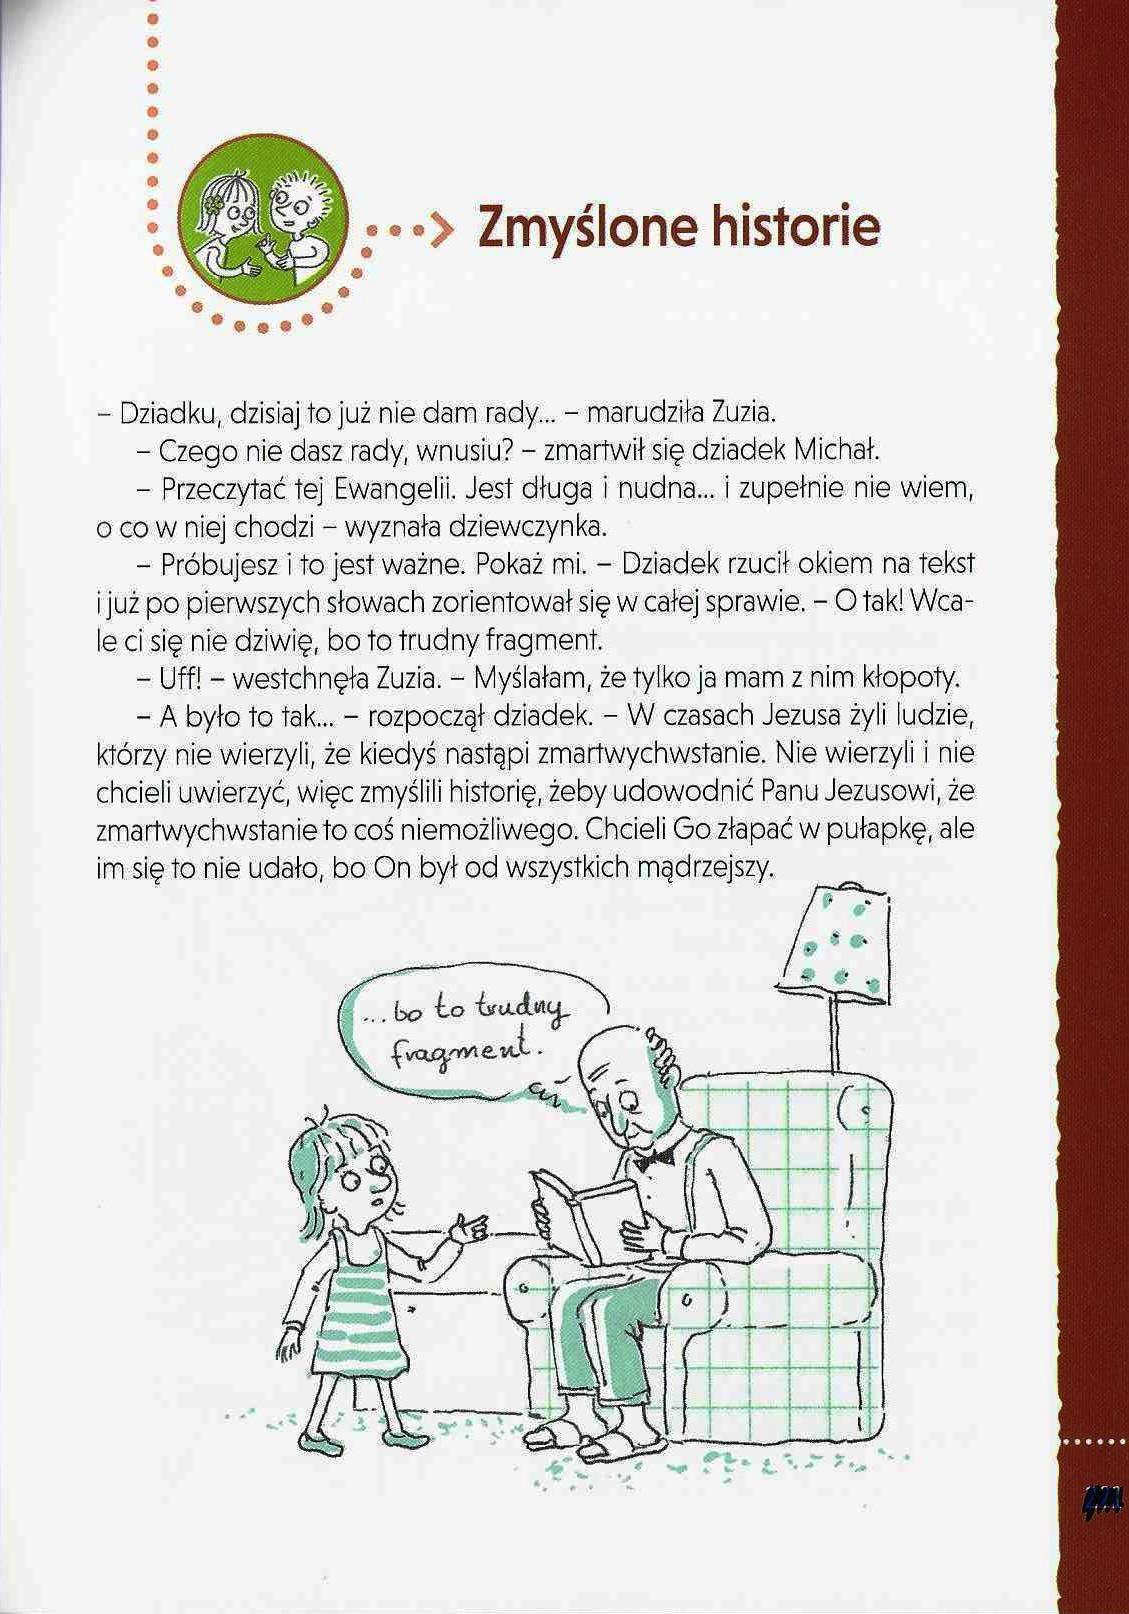 Zmyślone historie
– Dziadku, dzisiaj to już nie dam rady... – marudziła Zuzia.
– Czego nie dasz rady, wnusiu? – zmartwił się dziadek Michał.
– Przeczytać tej Ewangelii. Jest długa i nudna... i zupełnie nie wiem,
o co w niej chodzi – wyznała dziewczynka.
– Próbujesz i to jest ważne. Pokaż mi. – Dziadek rzucił okiem na tekst
i już po pierwszych słowach zorientował się w całej sprawie. – O tak! Wca-
le ci się nie dziwię, bo to trudny fragment.
– Uff! – westchnęła Zuzia. – Myślałam, że tylko ja mam z nim kłopoty.
– A było to tak... – rozpoczął dziadek. – W czasach Jezusa żyli ludzie,
którzy nie wierzyli, że kiedyś nastąpi zmartwychwstanie. Nie wierzyli i nie
chcieli uwierzyć, więc zmyślili historię, żeby udowodnić Panu Jezusowi, że
zmartwychwstanie to coś niemożliwego. Chcieli Go złapać w pułapkę, ale
im się to nie udało, bo On był od wszystkich mądrzejszy.
...bo to trudny
fragment.